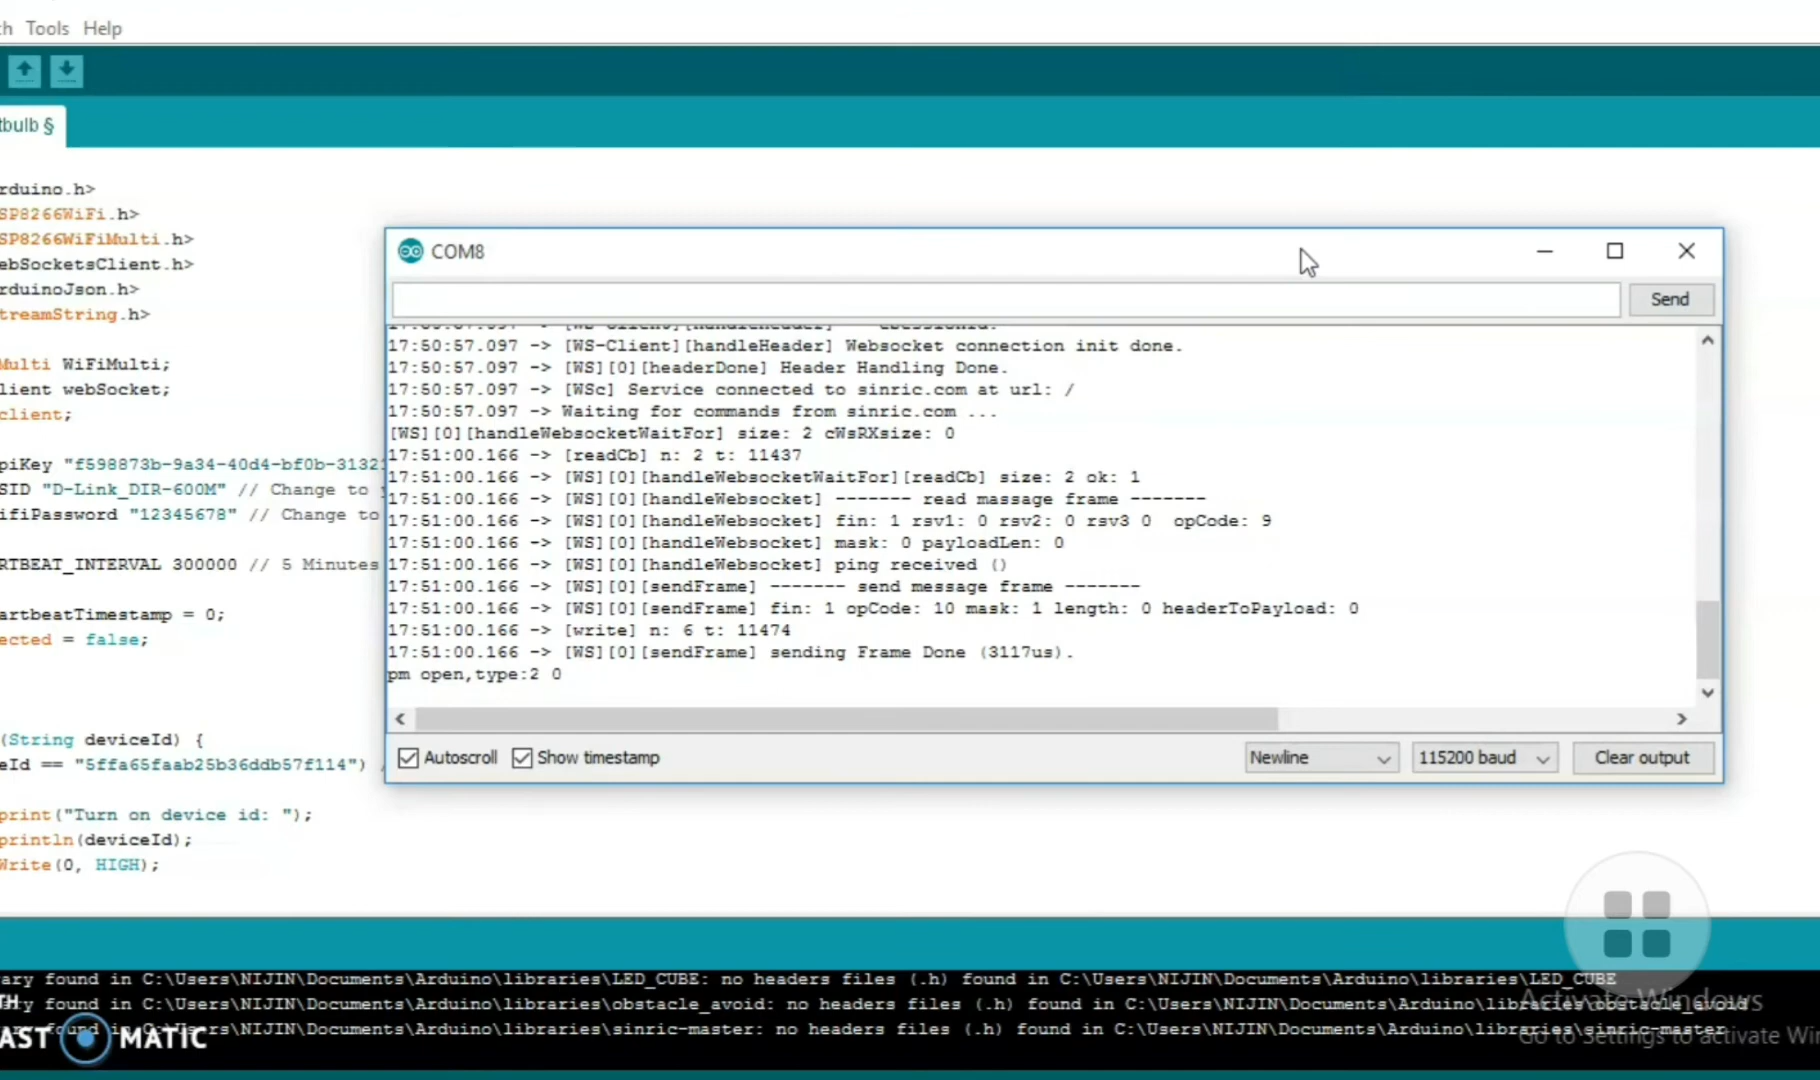 Tools Help
tbulb §
rduino.h>
SP8266WiFi.h>
SP8266WiFiMulti.h>
ebSocketsClient.h>
rduinoJson.h>
treamString.h>
Multi WiFiMulti;
lient webSocket;
client;
piKey "f598873b-9a34-40d4-bf0b-3132
SID "D-Link_DIR-600M" // Change to
ifiPassword "12345678" // Change to
RTBEAT_INTERVAL 300000 // 5 Minutes
artbeatTimestamp = 0;
ected = false;
(String deviceId) {
eId == "5ffa65faab25b36ddb57f114") /
print("Turn on device id: ");
println(deviceId);
Write(0, HIGH);
COM8
Send
17:50:57.097 -> [WS-Client][handleHeader] Websocket connection init done.
17:50:57.097 -> [WS][0][headerDone] Header Handling Done.
17:50:57.097 -> [WSc] Service connected to sinric.com at url: /
17:50:57.097 -> Waiting for commands from sinric.com ...
[WS][0][handleWebsocketWaitFor] size: 2 cWsRXsize: 0
17:51:00.166 -> [readCb] n: 2 t: 11437
17:51:00.166 -> [WS][0][handleWebsocketWaitFor][readCb] size: 2 ok: 1
17:51:00.166 -> [WS][0][handleWebsocket] ------- read massage frame -------
17:51:00.166 -> [WS][0][handleWebsocket] fin: 1 rsv1: 0 rsv2: 0 rsv3 0  opCode: 9
17:51:00.166 -> [WS][0][handleWebsocket] mask: 0 payloadLen: 0
17:51:00.166 -> [WS][0][handleWebsocket] ping received ()
17:51:00.166 -> [WS][0][sendFrame] ------- send message frame -------
17:51:00.166 -> [WS][0][sendFrame] fin: 1 opCode: 10 mask: 1 length: 0 headerToPayload: 0
17:51:00.166 -> [write] n: 6 t: 11474
17:51:00.166 -> [WS][0][sendFrame] sending Frame Done (3117us).
pm open,type:2 0
Autoscroll Show timestamp Newline 115200 baud Clear output
ary found in C:\Users\NIJIN\Documents\Arduino\libraries\LED_CUBE: no headers files (.h) found in C:\Users\NIJIN\Documents\Arduino\libraries\LED_CUBE
ry found in C:\Users\NIJIN\Documents\Arduino\libraries\obstacle_avoid: no headers files (.h) found in C:\Users\NIJIN\Documents\Arduino\libraries\obstacle_avoid
ary found in C:\Users\NIJIN\Documents\Arduino\libraries\sinric-master: no headers files (.h) found in C:\Users\NIJIN\Documents\Arduino\libraries\sinric-master
Activate Windows
Go to Settings to activate Wi
AST MATIC